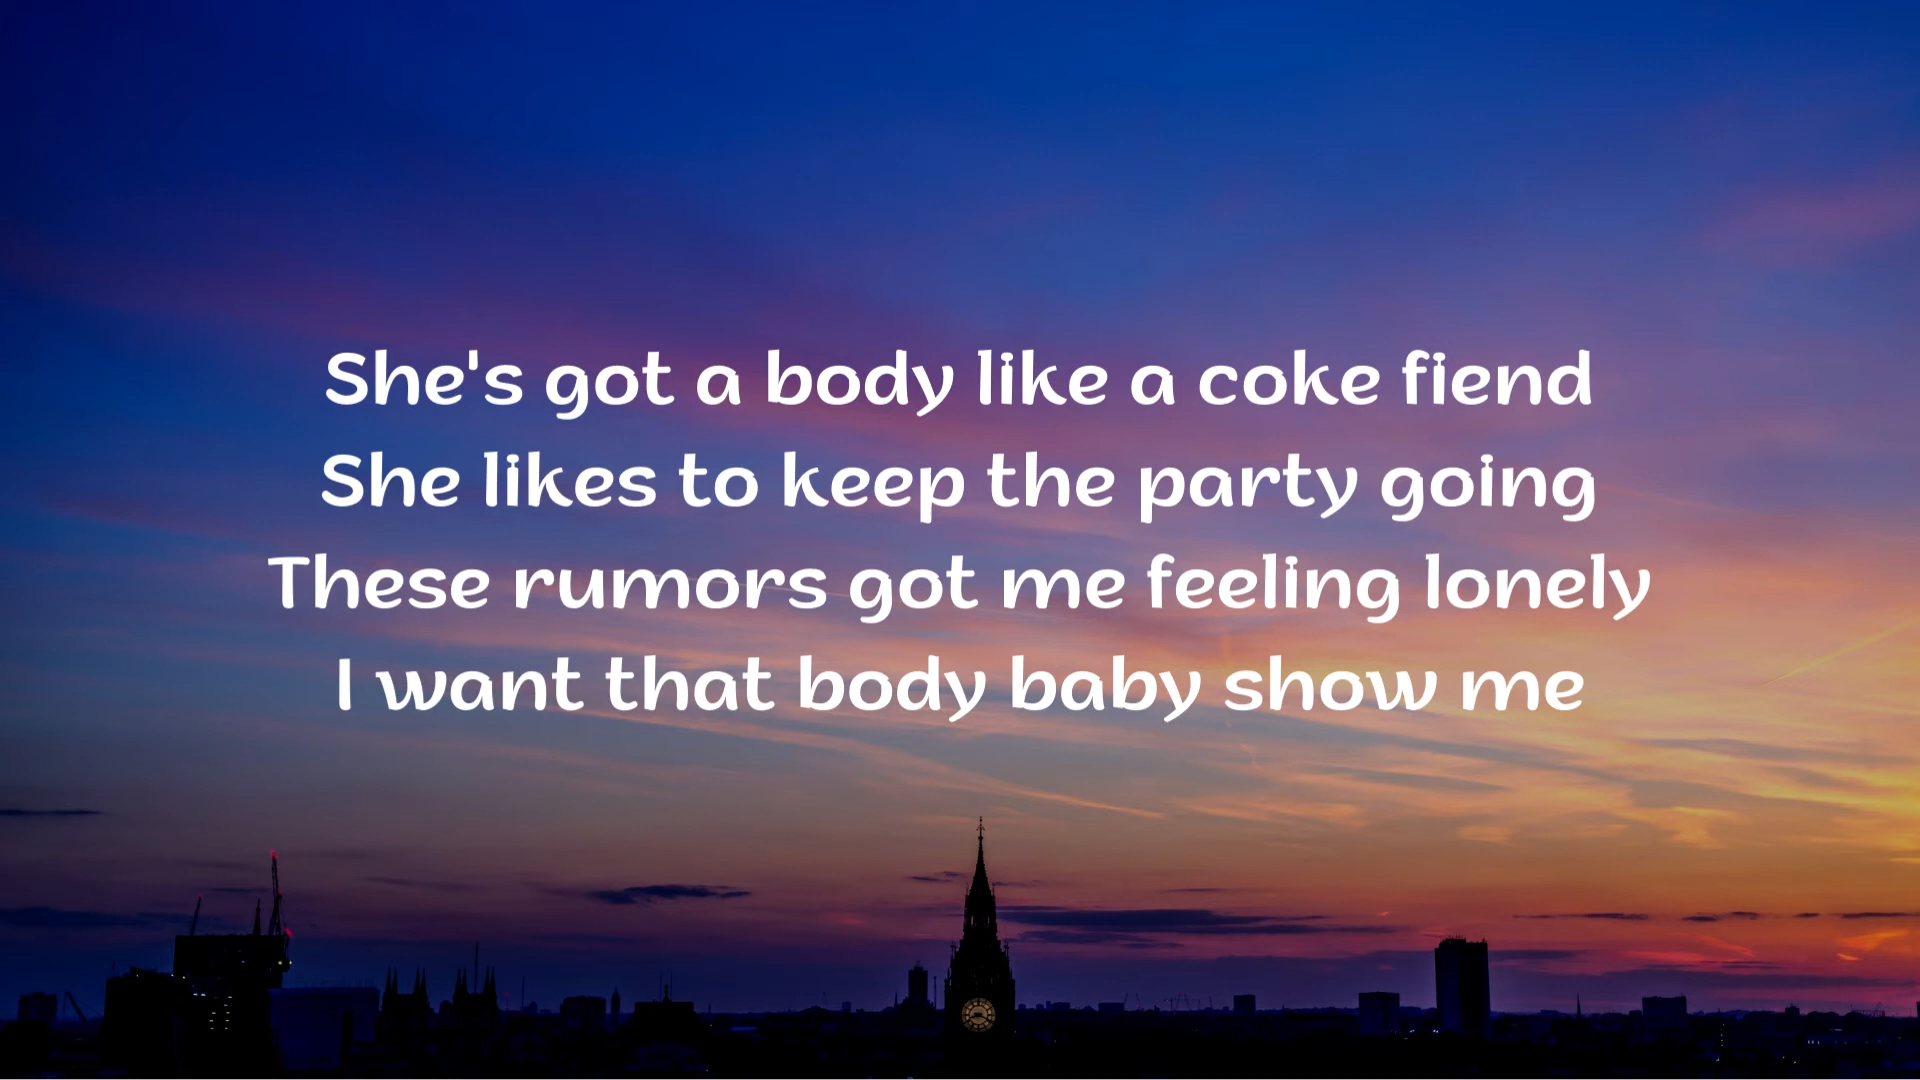 She's got a body like a coke fiend
She likes to keep the party going
These rumors got me feeling lonely
I want that body baby show me